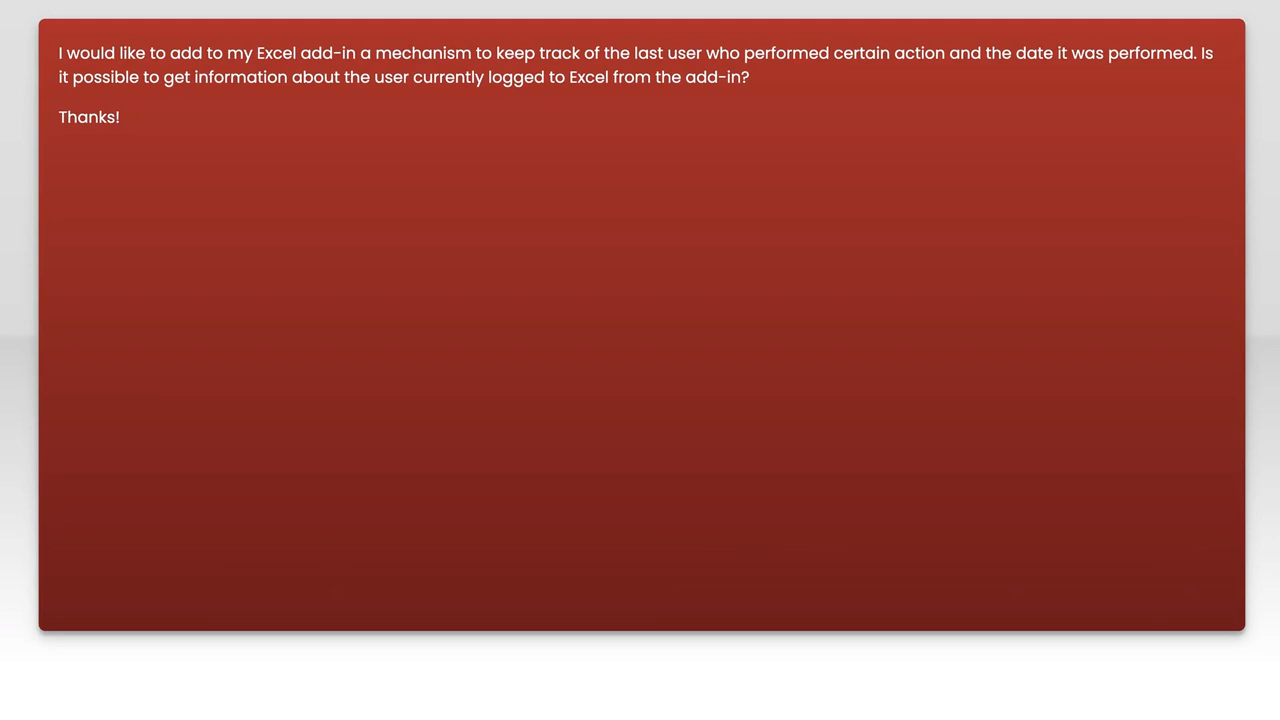 I would like to add to my Excel add-in a mechanism to keep track of the last user who performed certain action and the date it was performed. Is
it possible to get information about the user currently logged to Excel from the add-in?
Thanks!